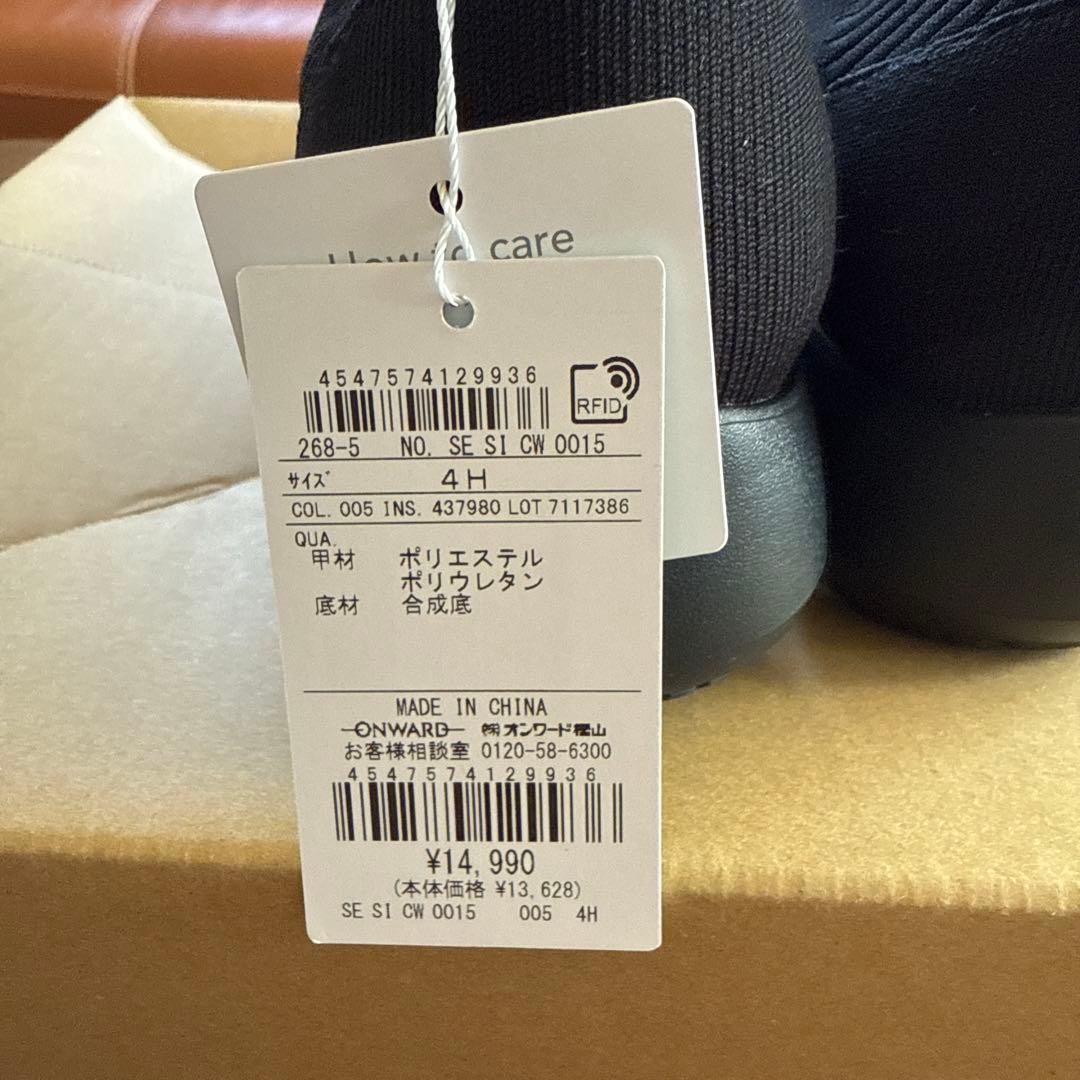 How to care
4547574129936
RFID
268-5 NO. SE SI CW 0015
サイズ 4H
COL. 005 INS. 437980 LOT 7117386
QUA.
甲材 ポリエステル
ポリウレタン
底材 合成底
MADE IN CHINA
ONWARD ㈱オンワード樫山
お客様相談室 0120-58-6300
4547574129936
¥14,990
(本体価格 ¥13,628)
SE SI CW 0015 005 4H